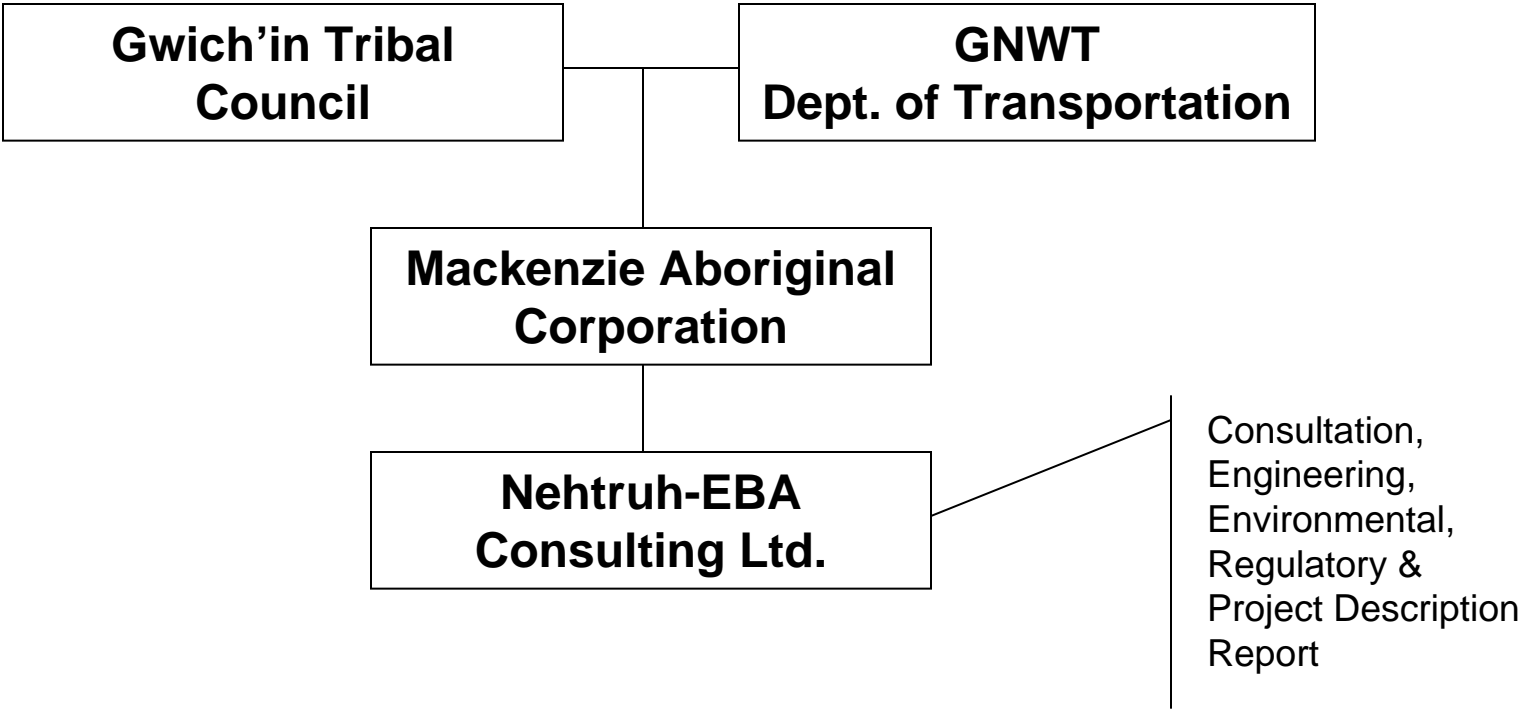 Gwich’in Tribal
Council
GNWT
Dept. of Transportation
Mackenzie Aboriginal
Corporation
Nehtruh-EBA
Consulting Ltd.
Consultation,
Engineering,
Environmental,
Regulatory &
Project Description
Report